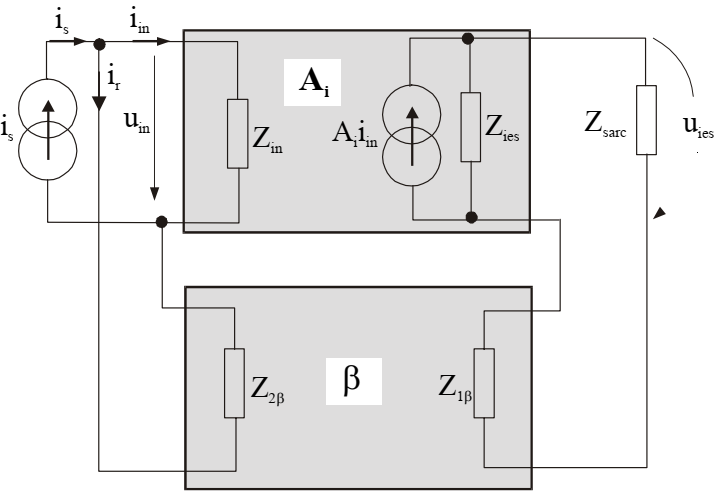 i_s
i_in
i_r
i_s
u_in
Z_in
A_i
A_i i_in
Z_ies
Z_sarc
u_ies
Z_2β
β
Z_1β